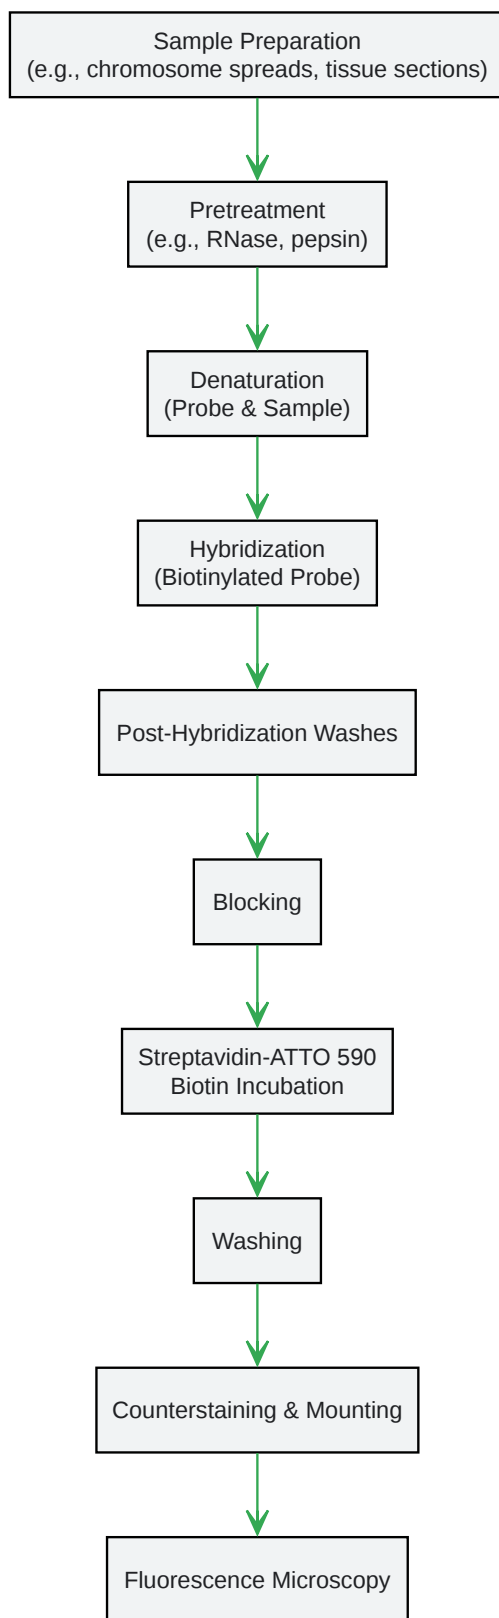 Sample Preparation
(e.g., chromosome spreads, tissue sections)
Pretreatment
(e.g., RNase, pepsin)
Denaturation
(Probe & Sample)
Hybridization
(Biotinylated Probe)
Post-Hybridization Washes
Blocking
Streptavidin-ATTO 590
Biotin Incubation
Washing
Counterstaining & Mounting
Fluorescence Microscopy